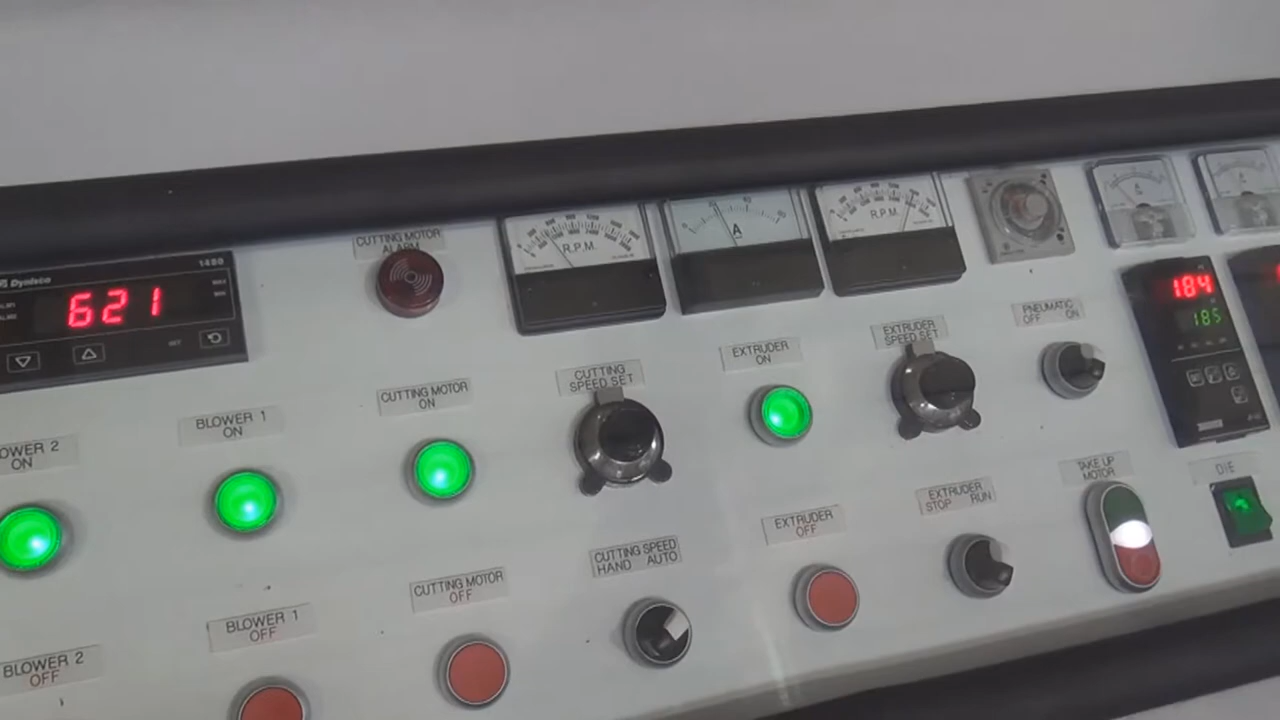 Dynisco
1480
621
CUTTING MOTOR
ALARM
R.P.M.
A
R.P.M.
A
A
184
185
PNEUMATIC
OFF ON
EXTRUDER
SPEED SET
EXTRUDER
ON
CUTTING
SPEED SET
CUTTING MOTOR
ON
BLOWER 1
ON
OWER 2
ON
DIE
TAKE UP
MOTOR
EXTRUDER
STOP RUN
EXTRUDER
OFF
CUTTING SPEED
HAND AUTO
CUTTING MOTOR
OFF
BLOWER 1
OFF
BLOWER 2
OFF